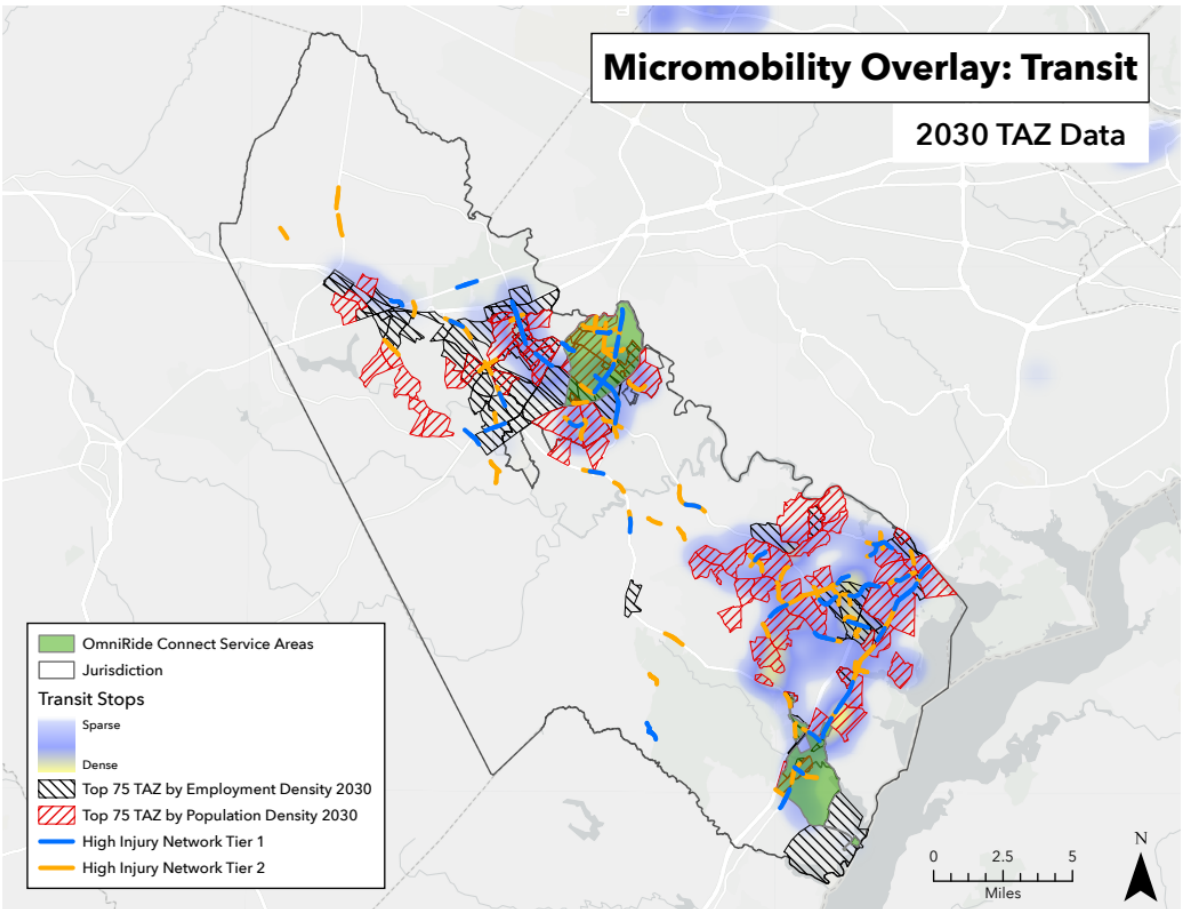 Micromobility Overlay: Transit
2030 TAZ Data
OmniRide Connect Service Areas
Jurisdiction
Transit Stops
Sparse
Dense
Top 75 TAZ by Employment Density 2030
Top 75 TAZ by Population Density 2030
High Injury Network Tier 1
High Injury Network Tier 2
N
0 2.5 5
Miles